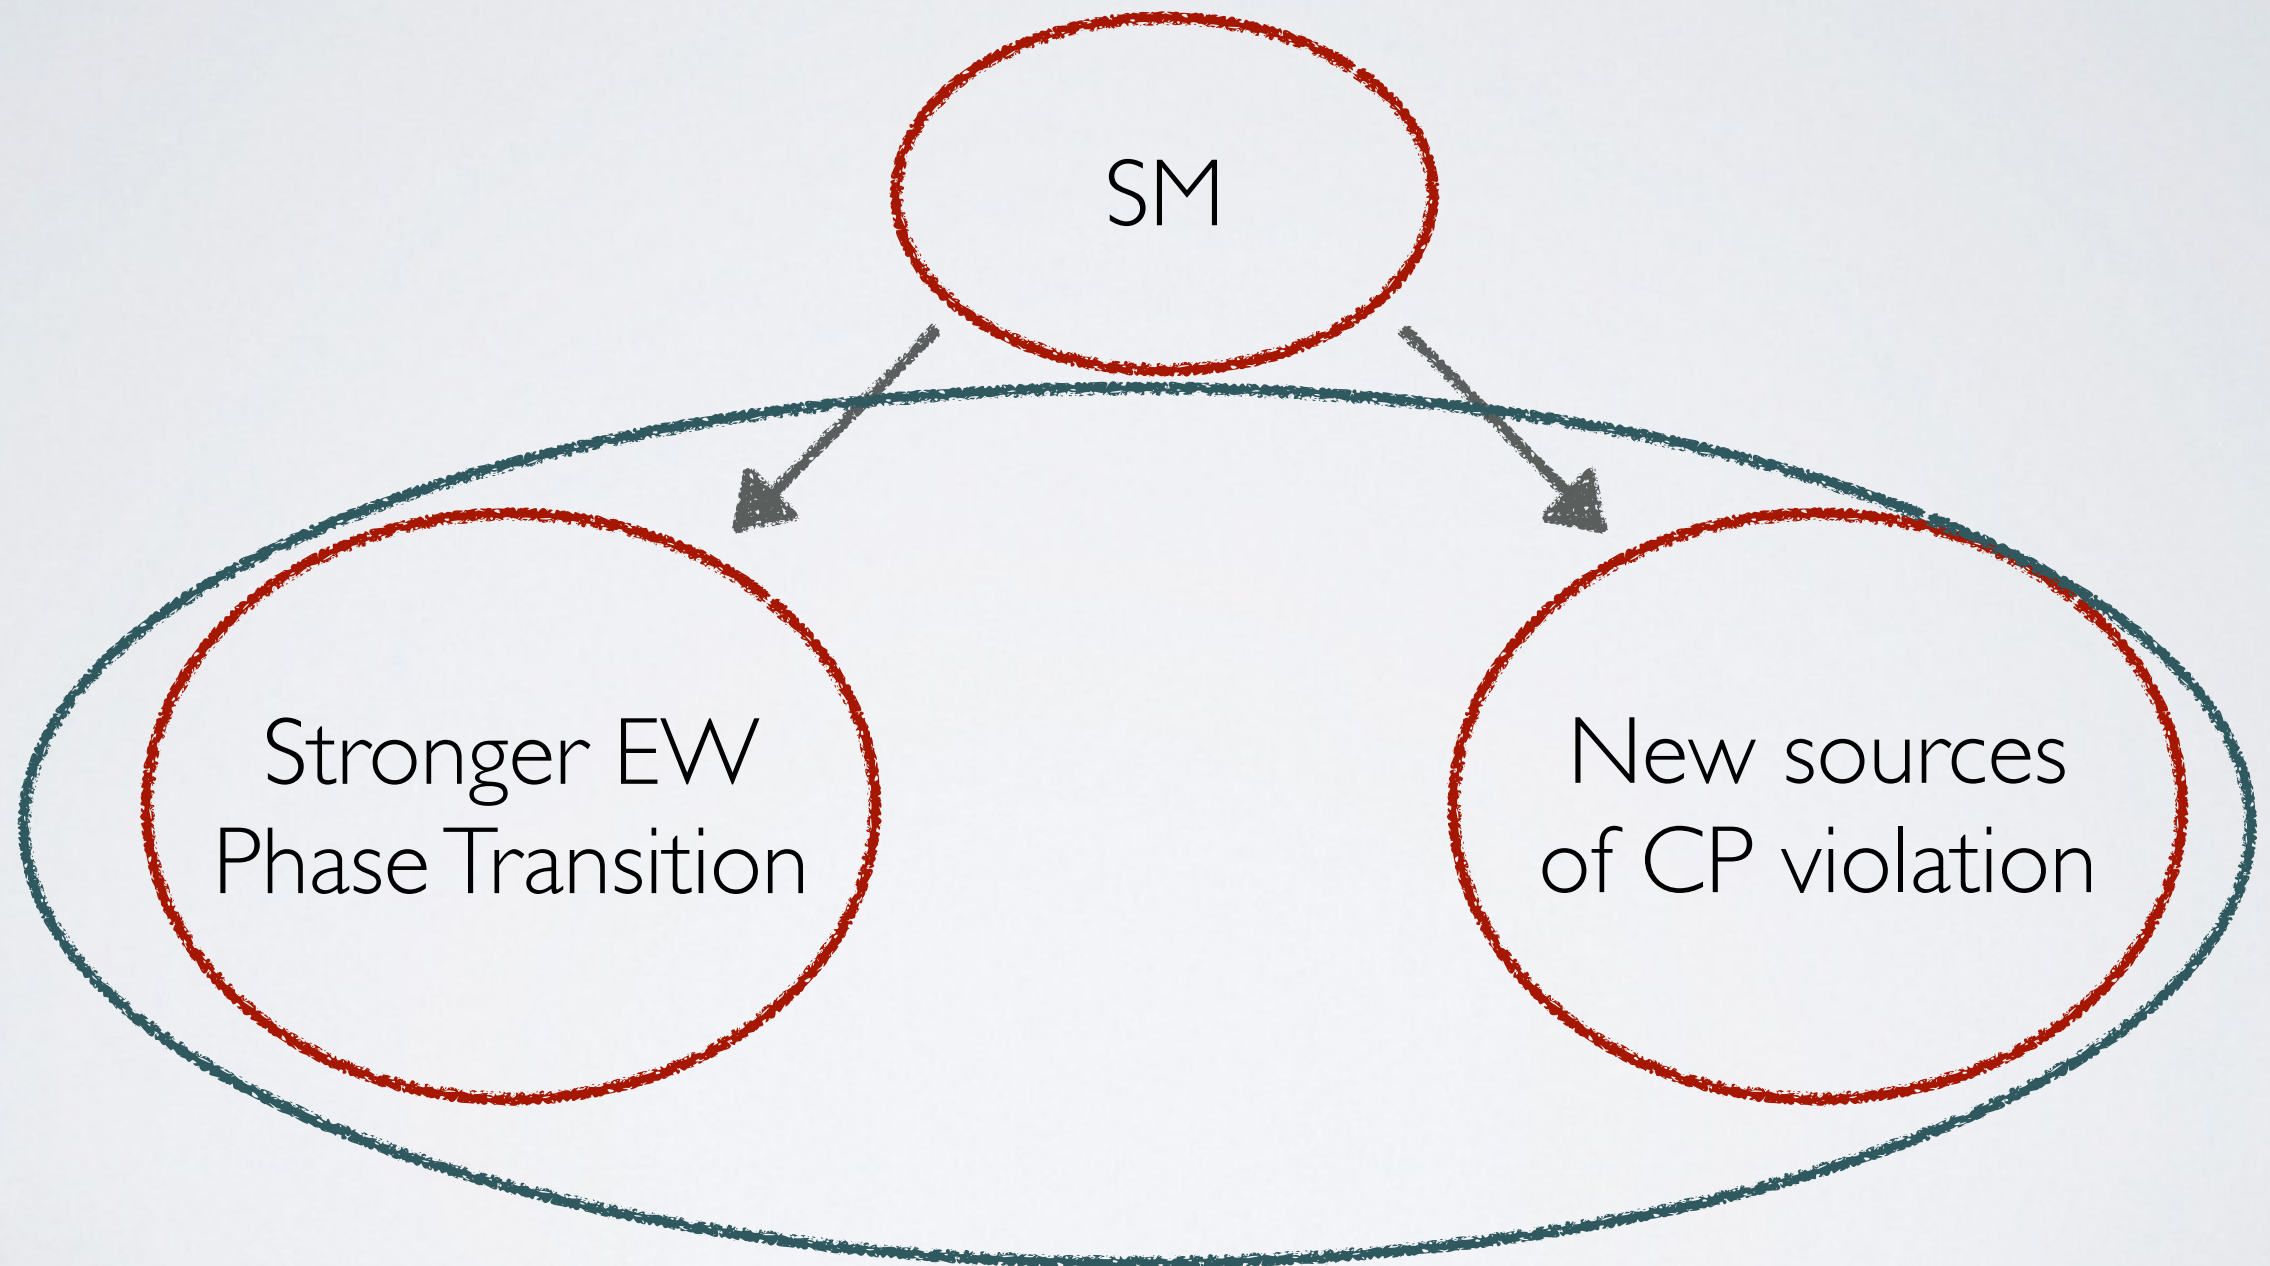 SM
Stronger EW
Phase Transition
New sources
of CP violation